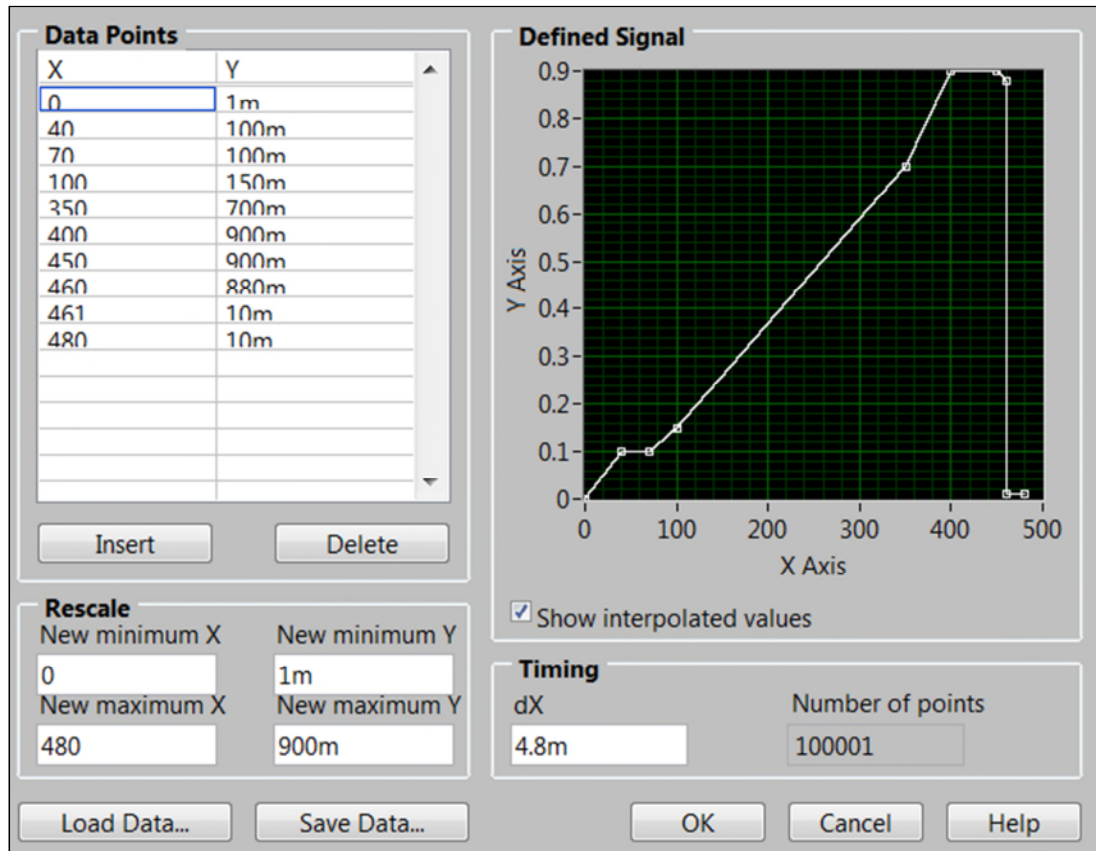 Data Points
X Y
0 1m
40 100m
70 100m
100 150m
350 700m
400 900m
450 900m
460 880m
461 10m
480 10m
Insert Delete
Rescale
New minimum X New minimum Y
0 1m
New maximum X New maximum Y
480 900m
Load Data... Save Data...
Defined Signal
Y Axis
0.9
0.8
0.7
0.6
0.5
0.4
0.3
0.2
0.1
0
0 100 200 300 400 500
X Axis
Show interpolated values
Timing
dX Number of points
4.8m 100001
OK Cancel Help